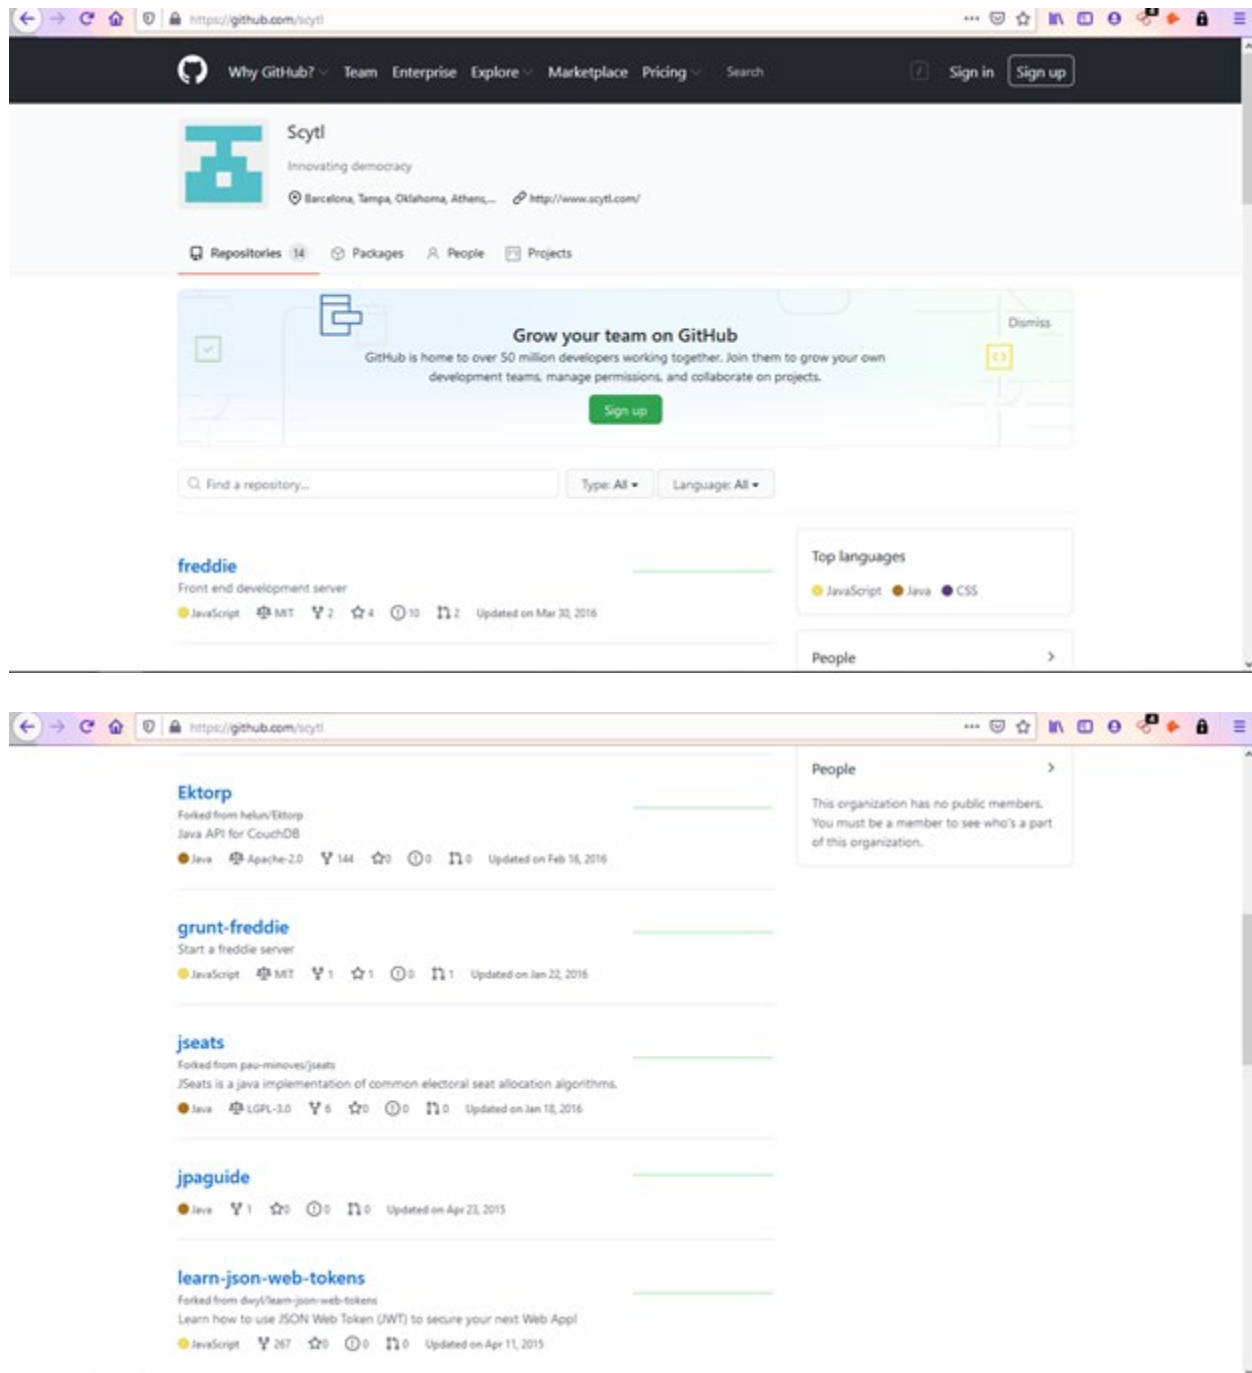 https://github.com/scytl
Why GitHub? Team Enterprise Explore Marketplace Pricing Search / Sign in Sign up
Scytl
Innovating democracy
Barcelona, Tampa, Oklahoma, Athens,... http://www.scytl.com/
Repositories 14 Packages People Projects
Dismiss
Grow your team on GitHub
GitHub is home to over 50 million developers working together. Join them to grow your own
development teams, manage permissions, and collaborate on projects.
Sign up
Find a repository... Type: All Language: All
freddie
Front end development server
JavaScript MIT 2 4 10 2 Updated on Mar 30, 2016
Top languages
JavaScript Java CSS
People
https://github.com/scytl
Ektorp
Forked from helun/Ektorp
Java API for CouchDB
Java Apache-2.0 144 0 0 0 Updated on Feb 16, 2016
People
This organization has no public members.
You must be a member to see who's a part
of this organization.
grunt-freddie
Start a freddie server
JavaScript MIT 1 1 0 1 Updated on Jan 22, 2016
jseats
Forked from pau-minoves/jseats
JSeats is a java implementation of common electoral seat allocation algorithms.
Java LGPL-3.0 6 0 0 0 Updated on Jan 18, 2016
jpaguide
Java 1 0 0 0 Updated on Apr 23, 2015
learn-json-web-tokens
Forked from dwyl/learn-json-web-tokens
Learn how to use JSON Web Token (JWT) to secure your next Web App!
JavaScript 267 0 0 0 Updated on Apr 11, 2015